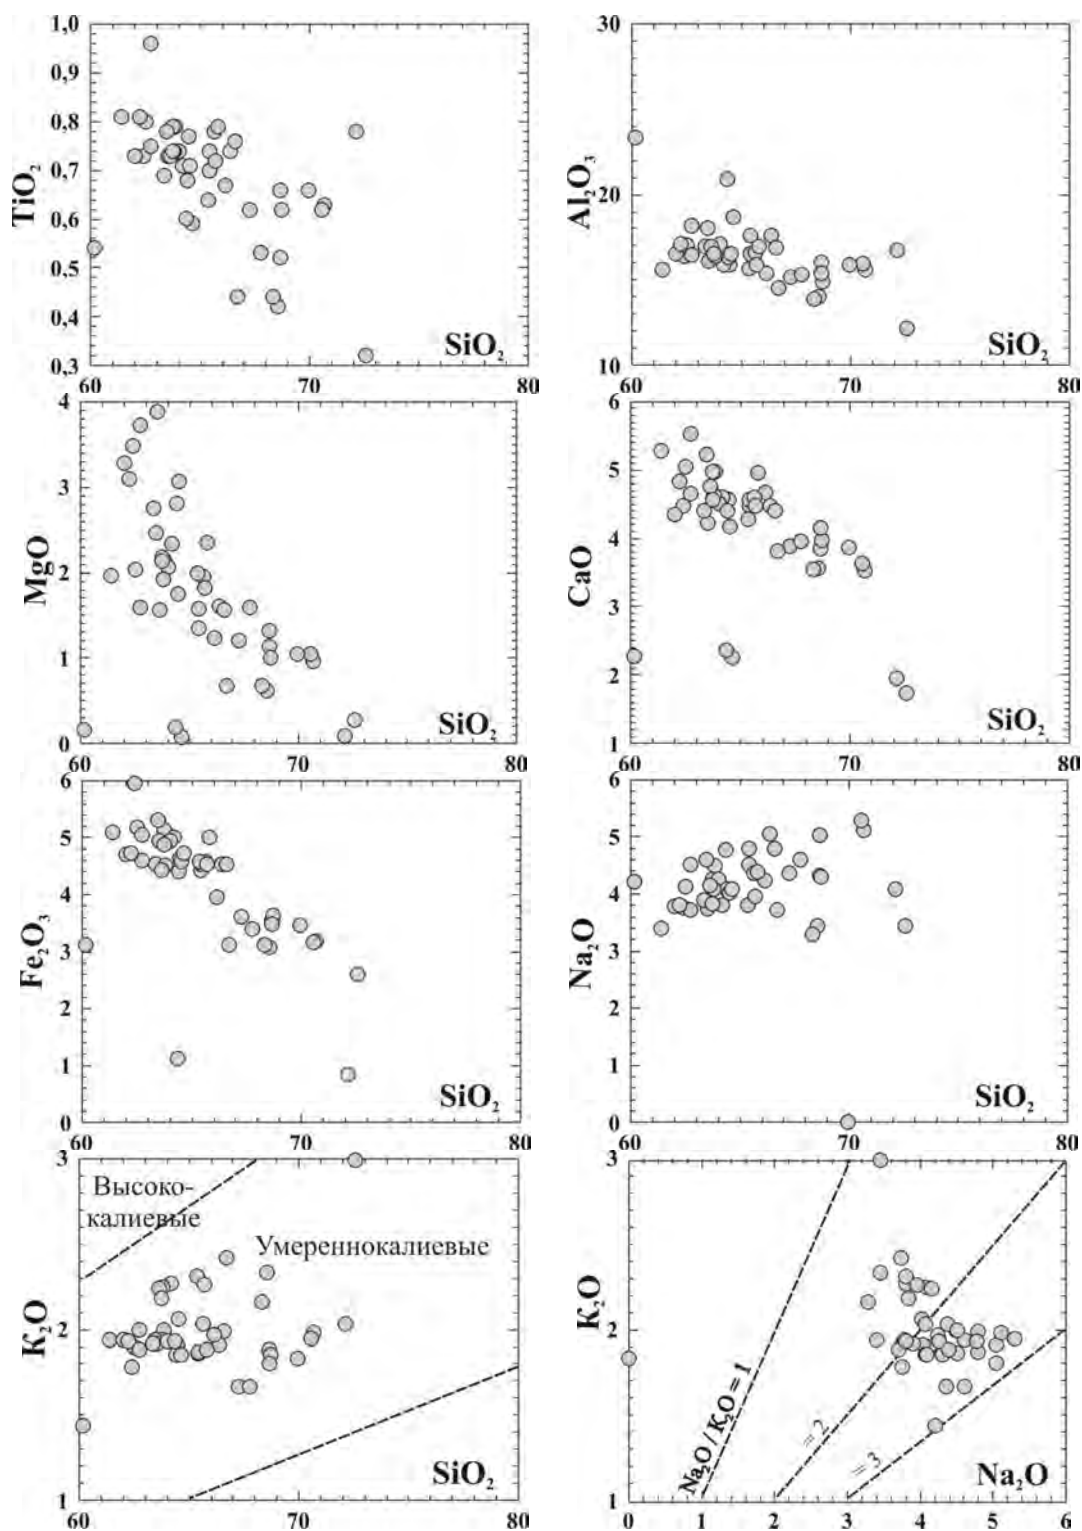 1,0
0,9
0,8
0,7
0,6
0,5
0,4
0,3
TiO₂
SiO₂
60 70 80
30
20
10
Al₂O₃
SiO₂
60 70 80
4
3
2
1
0
MgO
SiO₂
60 70 80
6
5
4
3
2
1
CaO
SiO₂
60 70 80
6
5
4
3
2
1
0
Fe₂O₃
SiO₂
60 70 80
6
5
4
3
2
1
0
Na₂O
SiO₂
60 70 80
3
2
1
K₂O
Высоко-
калиевые
Умереннокалиевые
SiO₂
60 70 80
3
2
1
K₂O
Na₂O / K₂O = 1
= 2
= 3
Na₂O
0 1 2 3 4 5 6